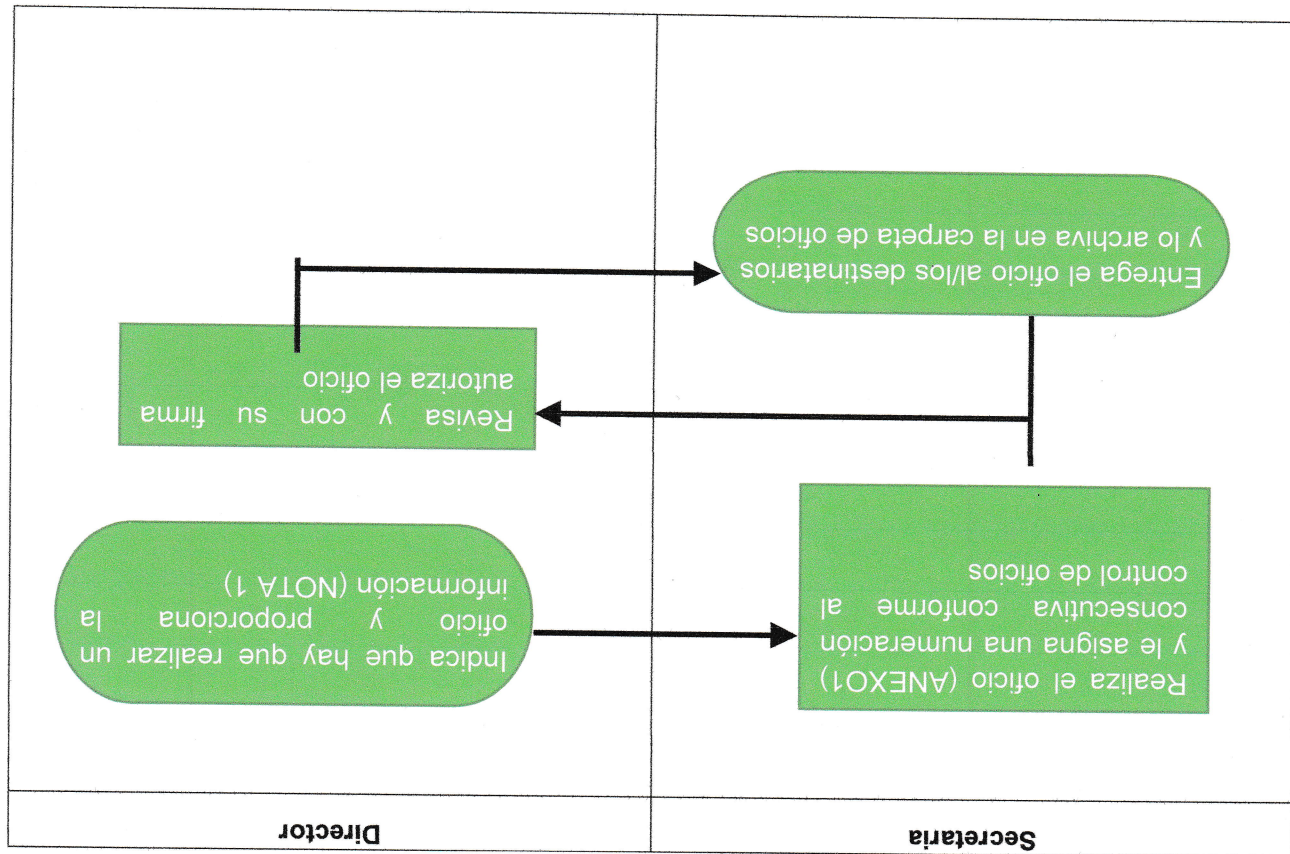 Secretaria
Director
Indica que hay que realizar un
oficio y proporciona la
información (NOTA 1)
Realiza el oficio (ANEXO1)
y le asigna una numeración
consecutiva conforme al
control de oficios
Revisa y con su firma
autoriza el oficio
Entrega el oficio al/los destinatarios
y lo archiva en la carpeta de oficios